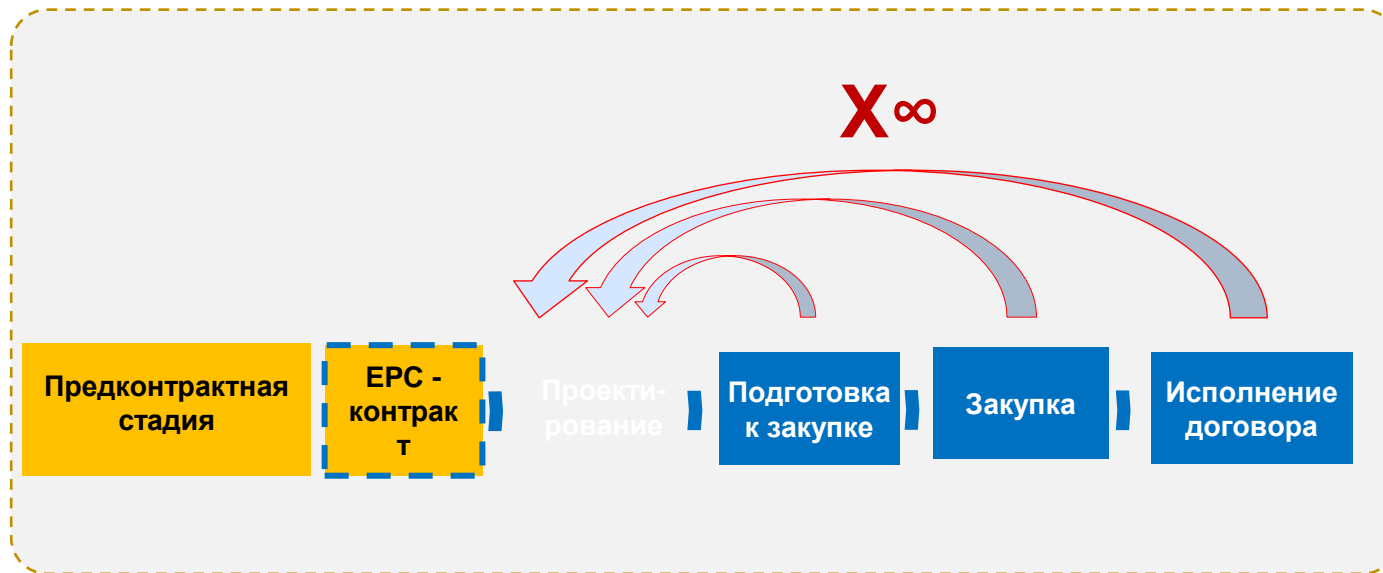 X∞
Предконтрактная
стадия
EPC -
контрак
т
Проекти-
рование
Подготовка
к закупке
Закупка
Исполнение
договора